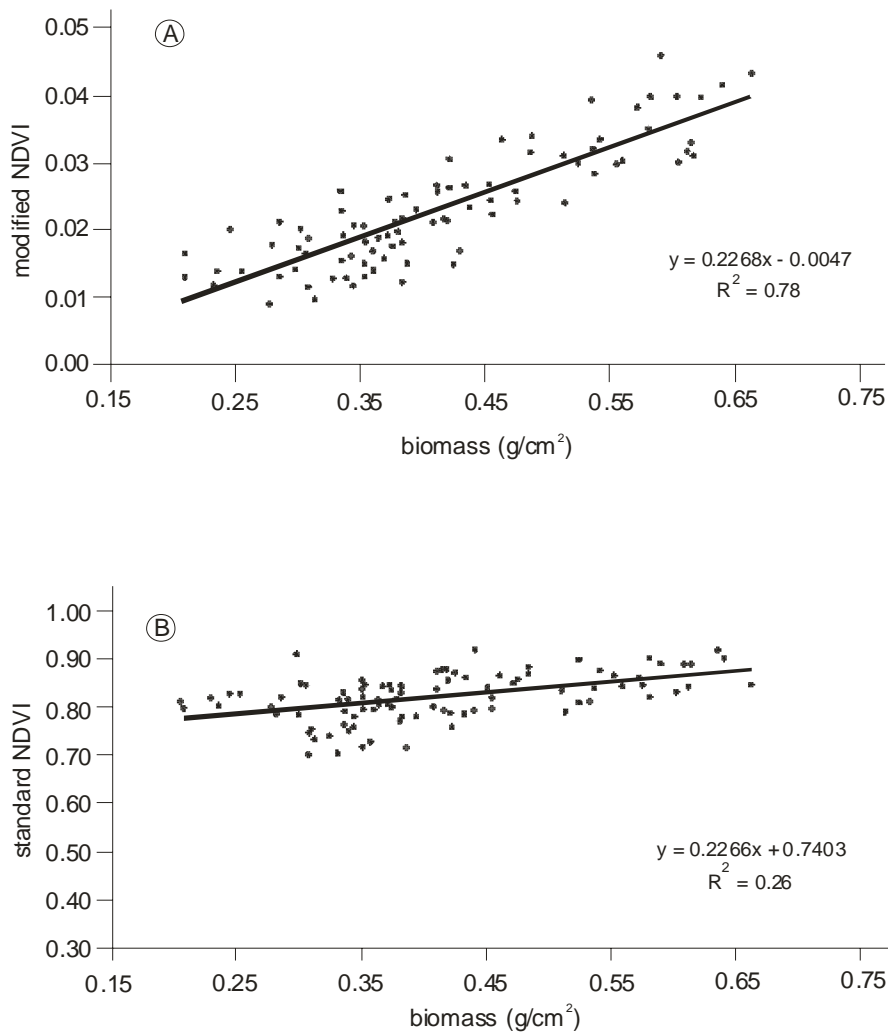 A
0.05
0.04
0.03
0.02
0.01
0.00
modified NDVI
y = 0.2268x - 0.0047
R² = 0.78
0.15 0.25 0.35 0.45 0.55 0.65 0.75
biomass (g/cm²)
B
1.00
0.90
0.80
0.70
0.60
0.50
0.40
0.30
standard NDVI
y = 0.2266x + 0.7403
R² = 0.26
0.15 0.25 0.35 0.45 0.55 0.65 0.75
biomass (g/cm²)